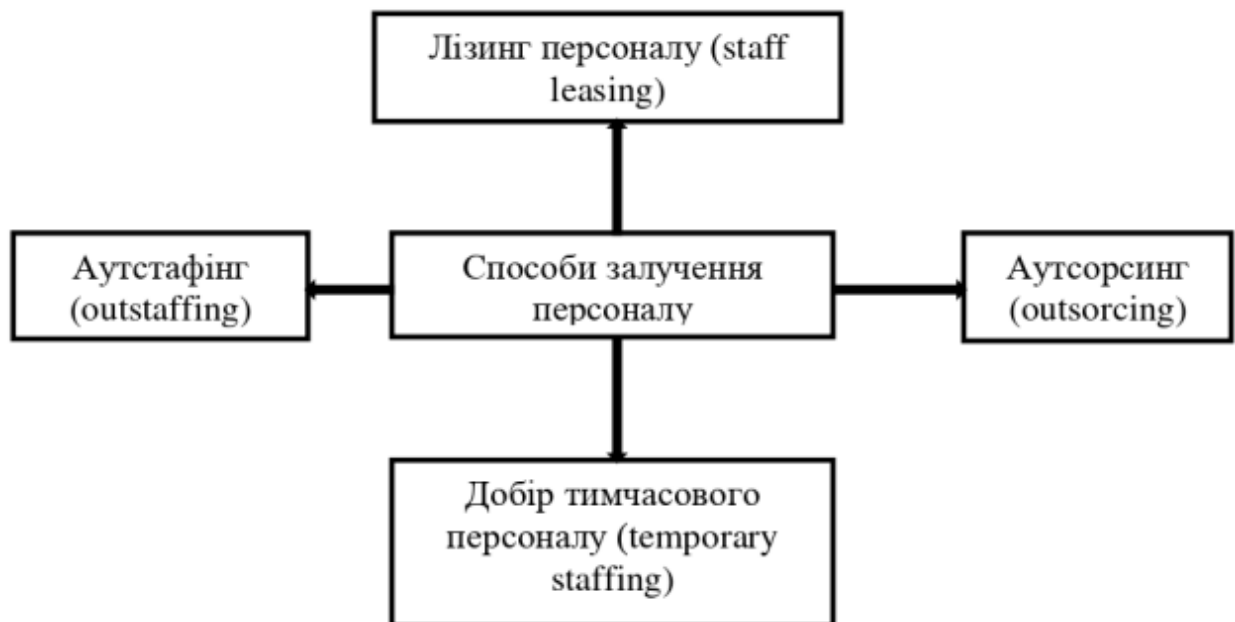 Лізинг персоналу (staff
leasing)
Аутстафінг
(outstaffing)
Способи залучення
персоналу
Аутсорсинг
(outsorcing)
Добір тимчасового
персоналу (temporary
staffing)